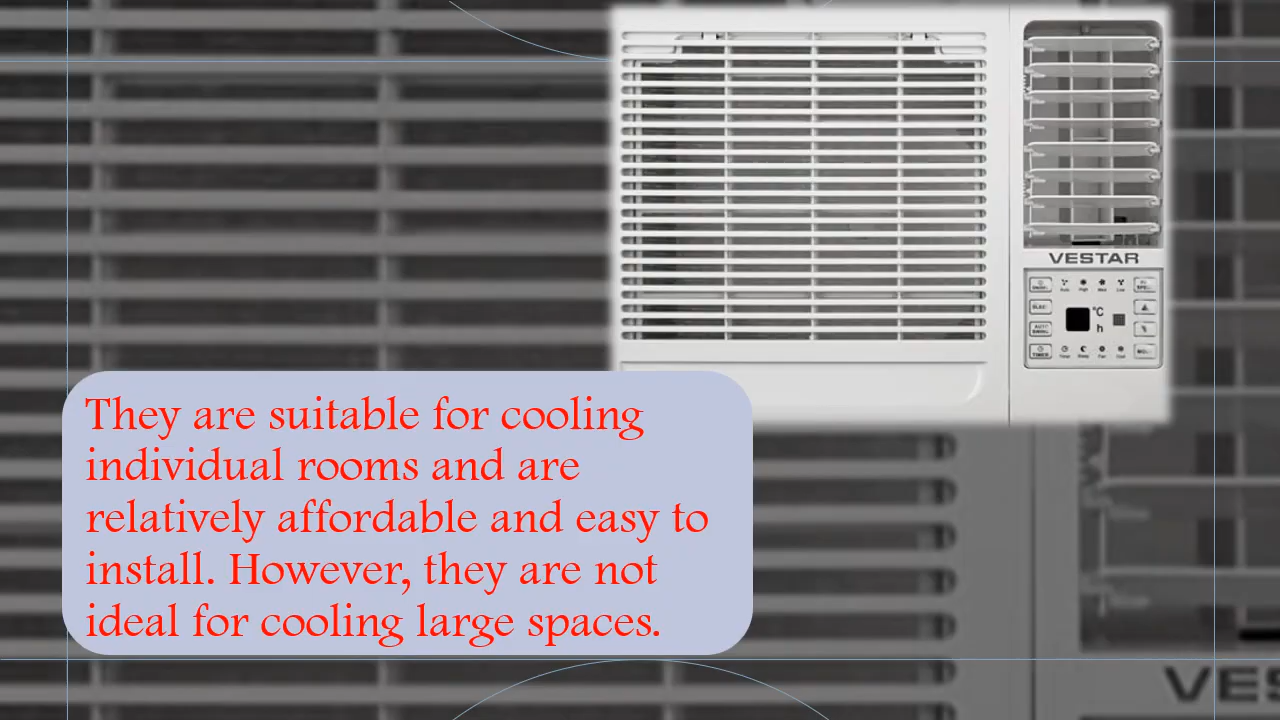 VESTAR
°C
h
TIMER
They are suitable for cooling
individual rooms and are
relatively affordable and easy to
install. However, they are not
ideal for cooling large spaces.
VES